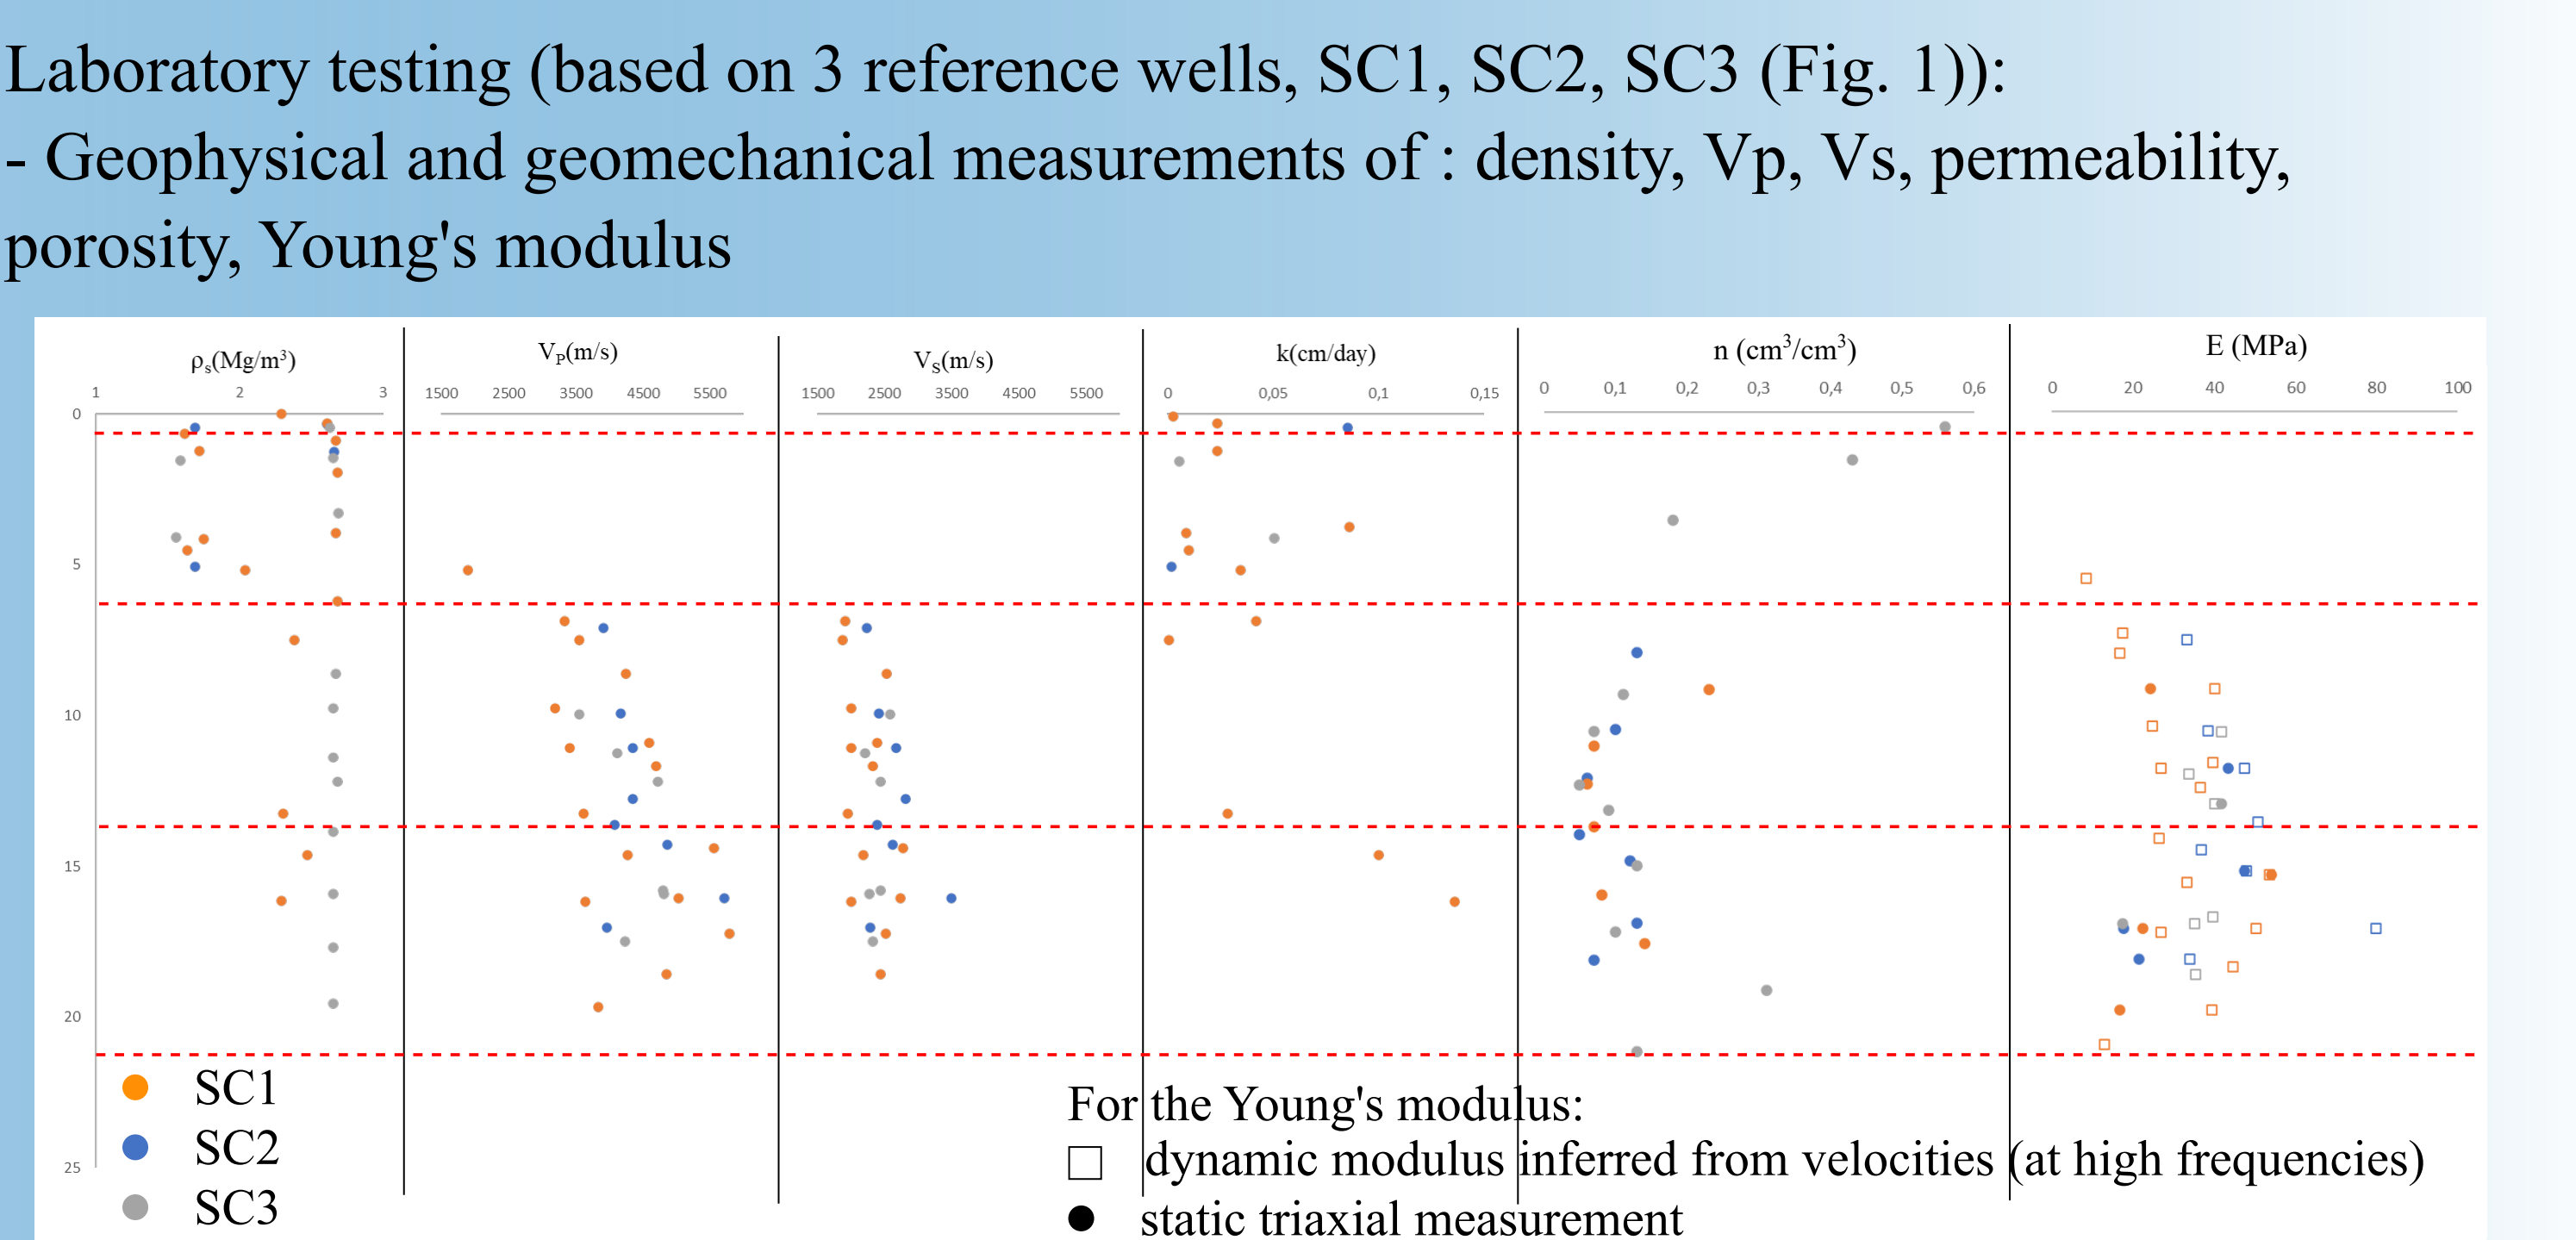 Laboratory testing (based on 3 reference wells, SC1, SC2, SC3 (Fig. 1)):
- Geophysical and geomechanical measurements of : density, Vp, Vs, permeability,
porosity, Young's modulus
ρs(Mg/m³) VP(m/s) VS(m/s) k(cm/day) n (cm³/cm³) E (MPa)
1 2 3 1500 2500 3500 4500 5500 1500 2500 3500 4500 5500 0 0,05 0,1 0,15 0 0,1 0,2 0,3 0,4 0,5 0,6 0 20 40 60 80 100
0
5
10
15
20
25
SC1
SC2
SC3
For the Young's modulus:
dynamic modulus inferred from velocities (at high frequencies)
static triaxial measurement